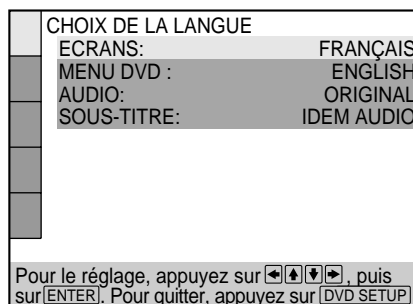 CHOIX DE LA LANGUE
ECRANS: FRANÇAIS
MENU DVD : ENGLISH
AUDIO: ORIGINAL
SOUS-TITRE: IDEM AUDIO
Pour le réglage, appuyez sur ←↑↓→, puis
sur ENTER. Pour quitter, appuyez sur DVD SETUP